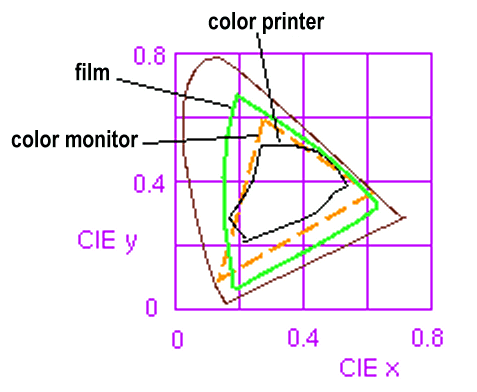 color printer
film
color monitor
0.8
0.4
CIE y
0
0
0.4
0.8
CIE x